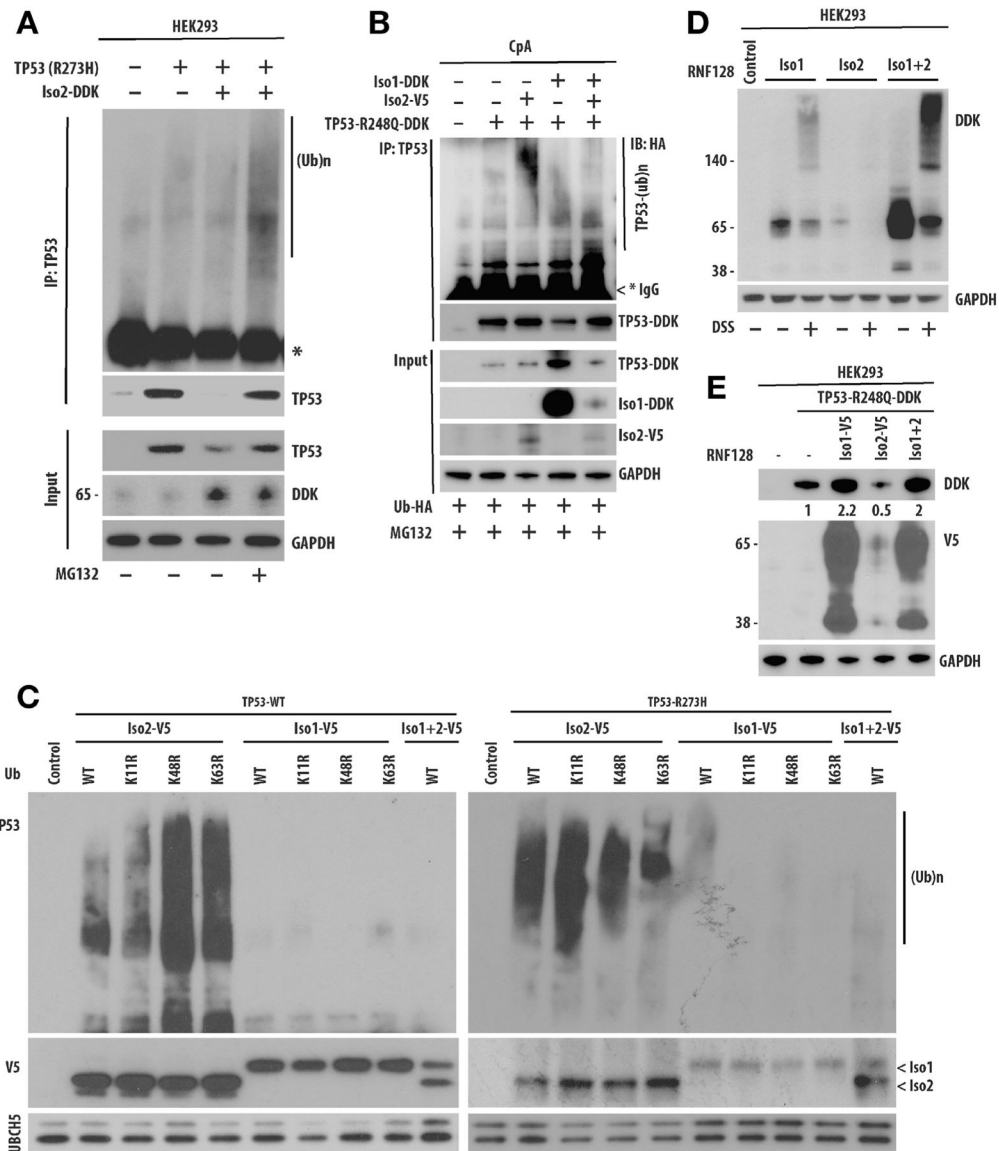 A
HEK293
TP53 (R273H) – + + +
Iso2-DDK – – + +
(Ub)n
IP: TP53
*
TP53
Input
TP53
65 - DDK
GAPDH
MG132 – – – +
B
CpA
Iso1-DDK – – – + +
Iso2-V5 – – + – +
TP53-R248Q-DDK – + + + +
IP: TP53
IB: HA
TP53-(ub)n
< * IgG
TP53-DDK
Input
TP53-DDK
Iso1-DDK
Iso2-V5
GAPDH
Ub-HA + + + + +
MG132 + + + + +
C
TP53-WT
Iso2-V5 Iso1-V5 Iso1+2-V5
Ub Control WT K11R K48R K63R WT K11R K48R K63R WT
P53
V5
UBCH5
TP53-R273H
Iso2-V5 Iso1-V5 Iso1+2-V5
Control WT K11R K48R K63R WT K11R K48R K63R WT
(Ub)n
< Iso1
< Iso2
D
HEK293
Control
RNF128 Iso1 Iso2 Iso1+2
DDK
140 -
65 -
38 -
GAPDH
DSS – – + – + – +
E
HEK293
TP53-R248Q-DDK
RNF128 - - Iso1-V5 Iso2-V5 Iso1+2
DDK
1 2.2 0.5 2
65 - V5
38 -
GAPDH